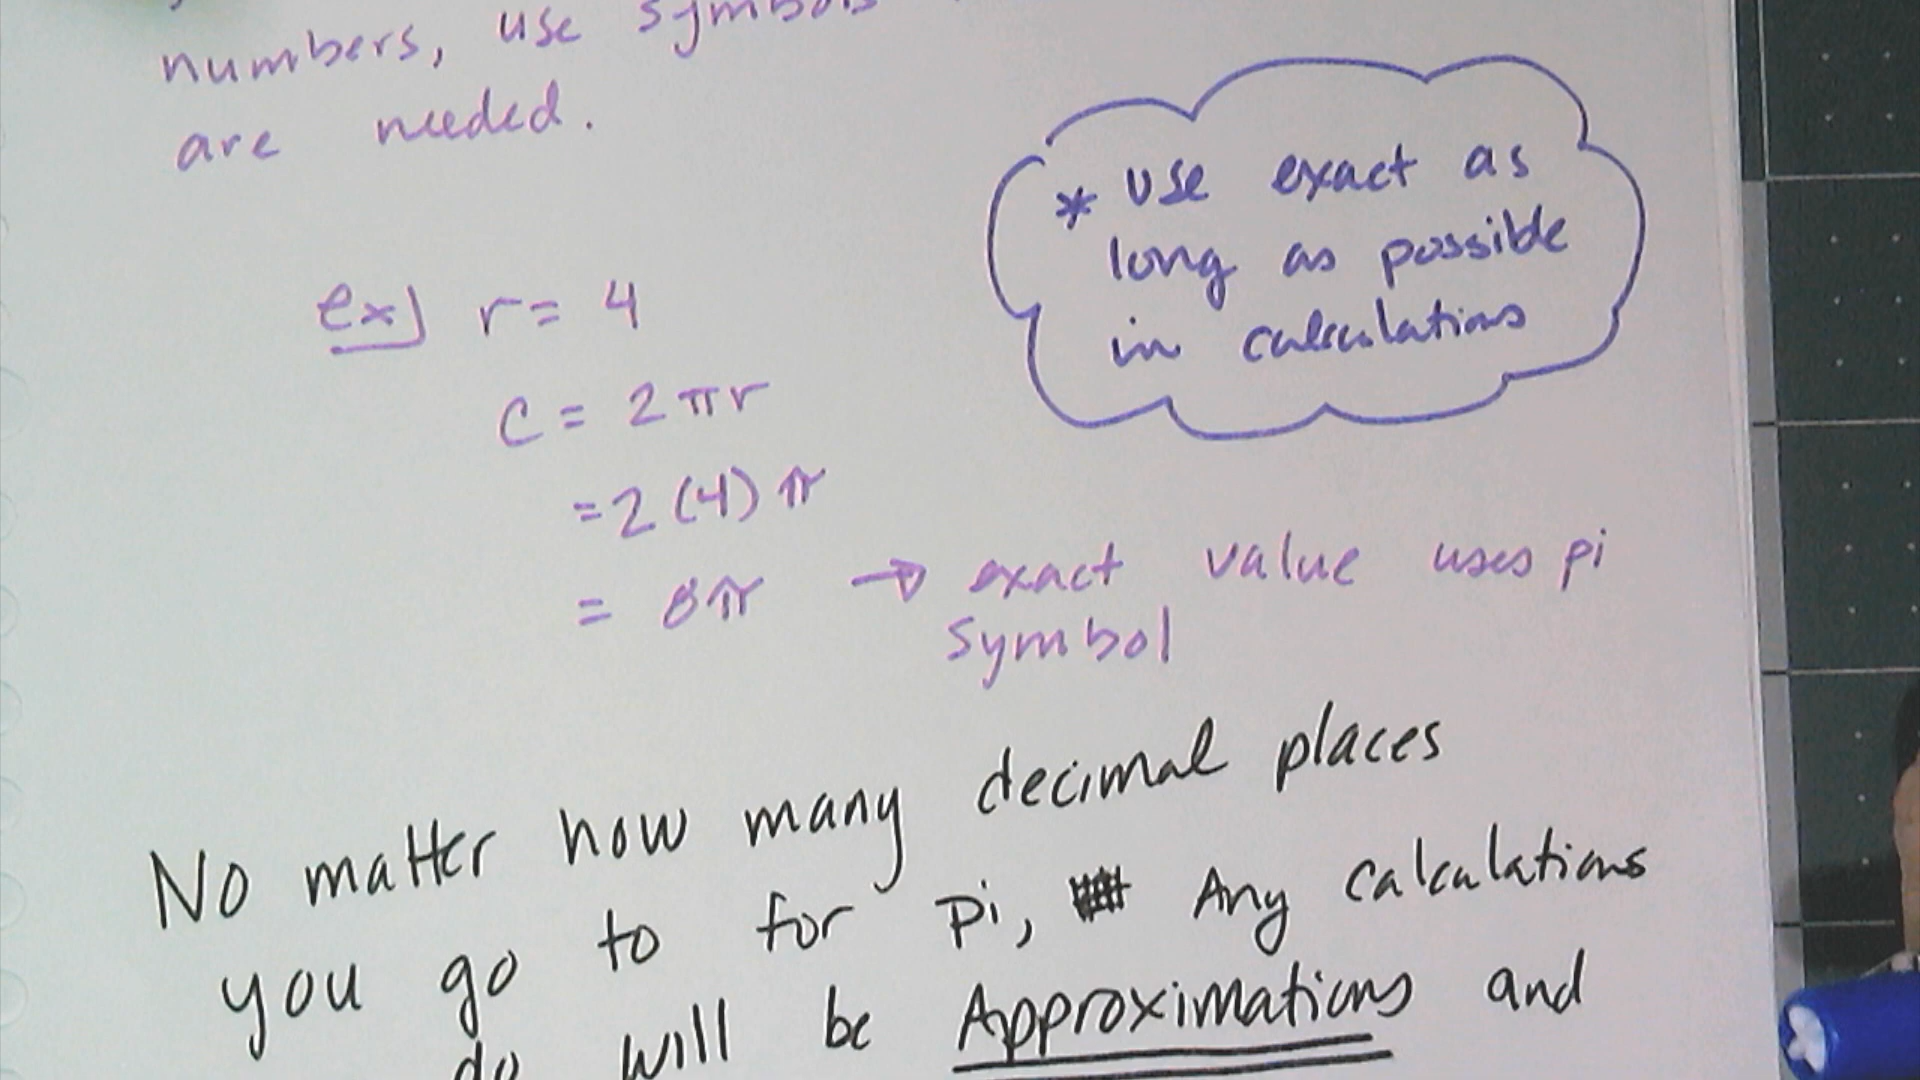 numbers, use symbols
are needed.
* use exact as
long as possible
in calculations
ex] r = 4
C = 2πr
= 2(4)π
= 8π → exact value uses pi
symbol
No matter how many decimal places
you go to for Pi, Any calculations
do will be Approximations and